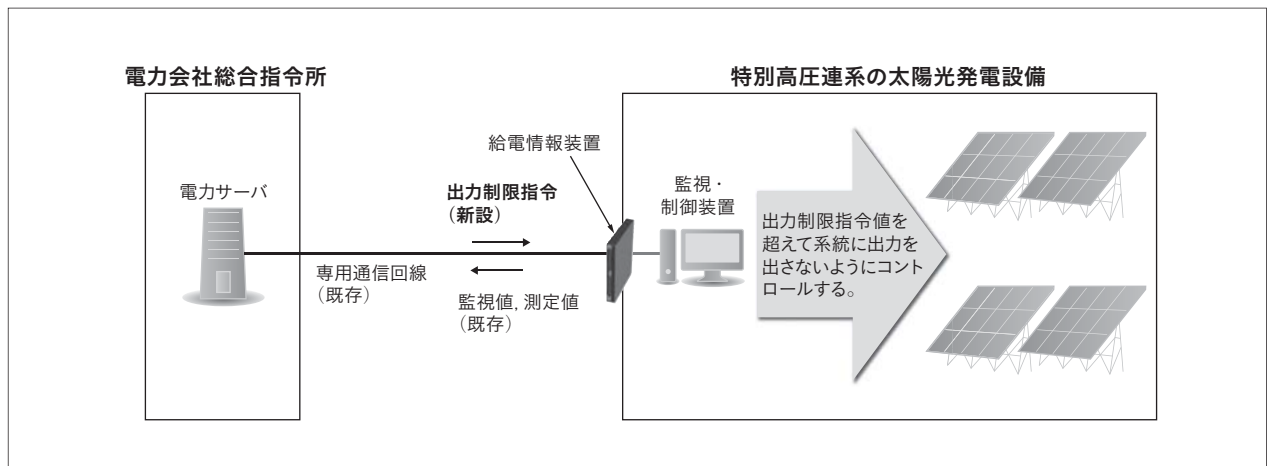 電力会社総合指令所
特別高圧連系の太陽光発電設備
給電情報装置
電力サーバ
出力制限指令
（新設）
監視・
制御装置
出力制限指令値を
超えて系統に出力を
出さないようにコント
ロールする。
専用通信回線
（既存）
監視値，測定値
（既存）